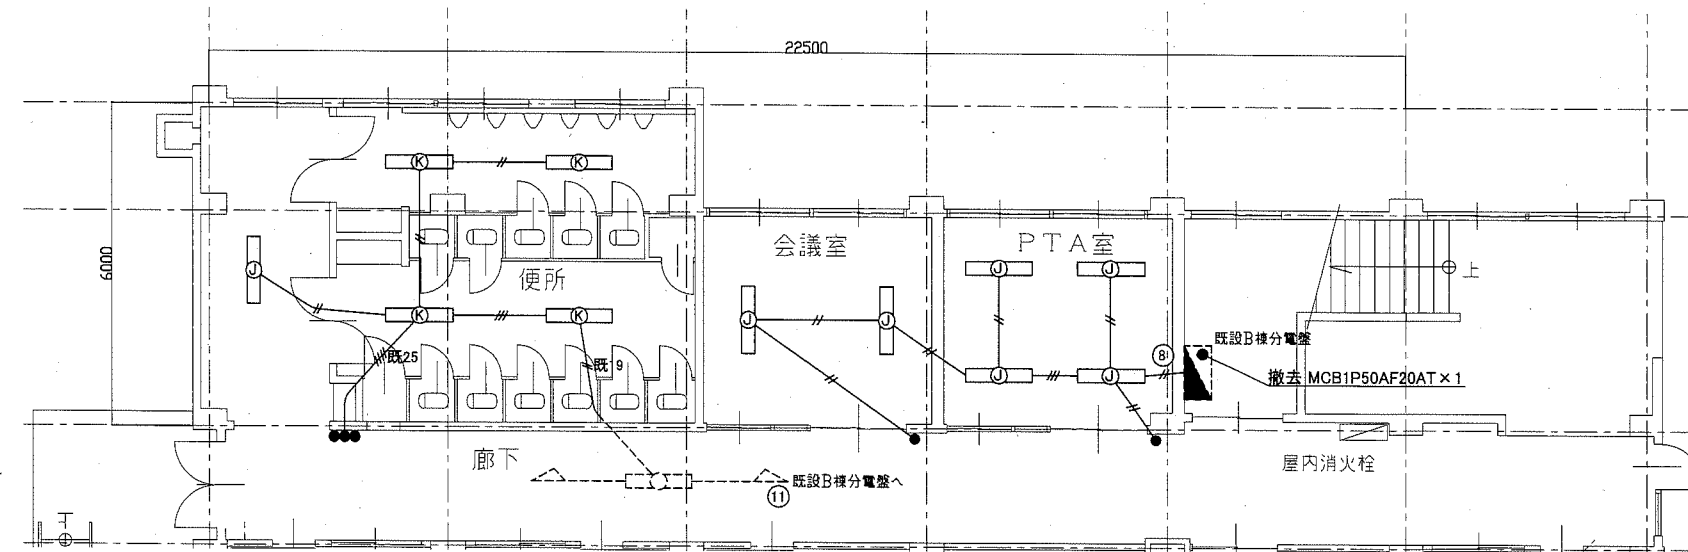 22500
K
K
6000
J
便所
会議室
PTA室
J
J
K
K
J
J
上
既設B棟分電盤
8
既25
既 9
J
J
撤去 MCB1P50AF20AT×1
廊下
既設B棟分電盤へ
11
屋内消火栓